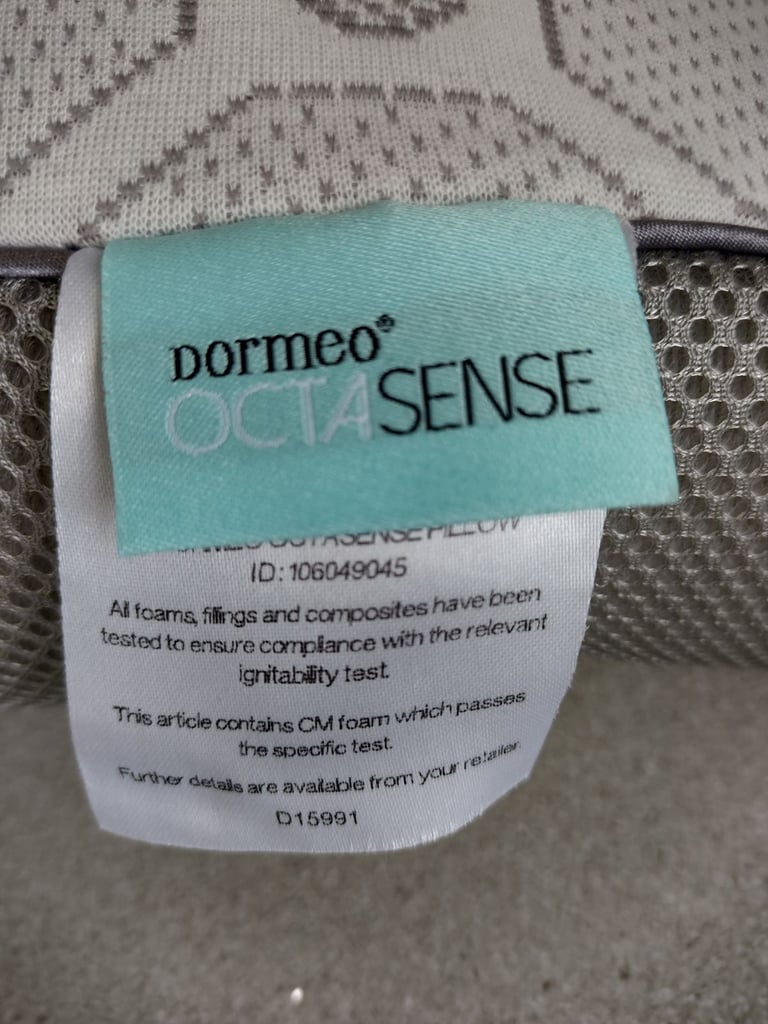 DORMEO®
OCTASENSE
OCTASENSE PILLOW
ID: 106049045
All foams, fillings and composites have been
tested to ensure compliance with the relevant
ignitability test.
This article contains CM foam which passes
the specific test.
Further details are available from your retailer.
D15991